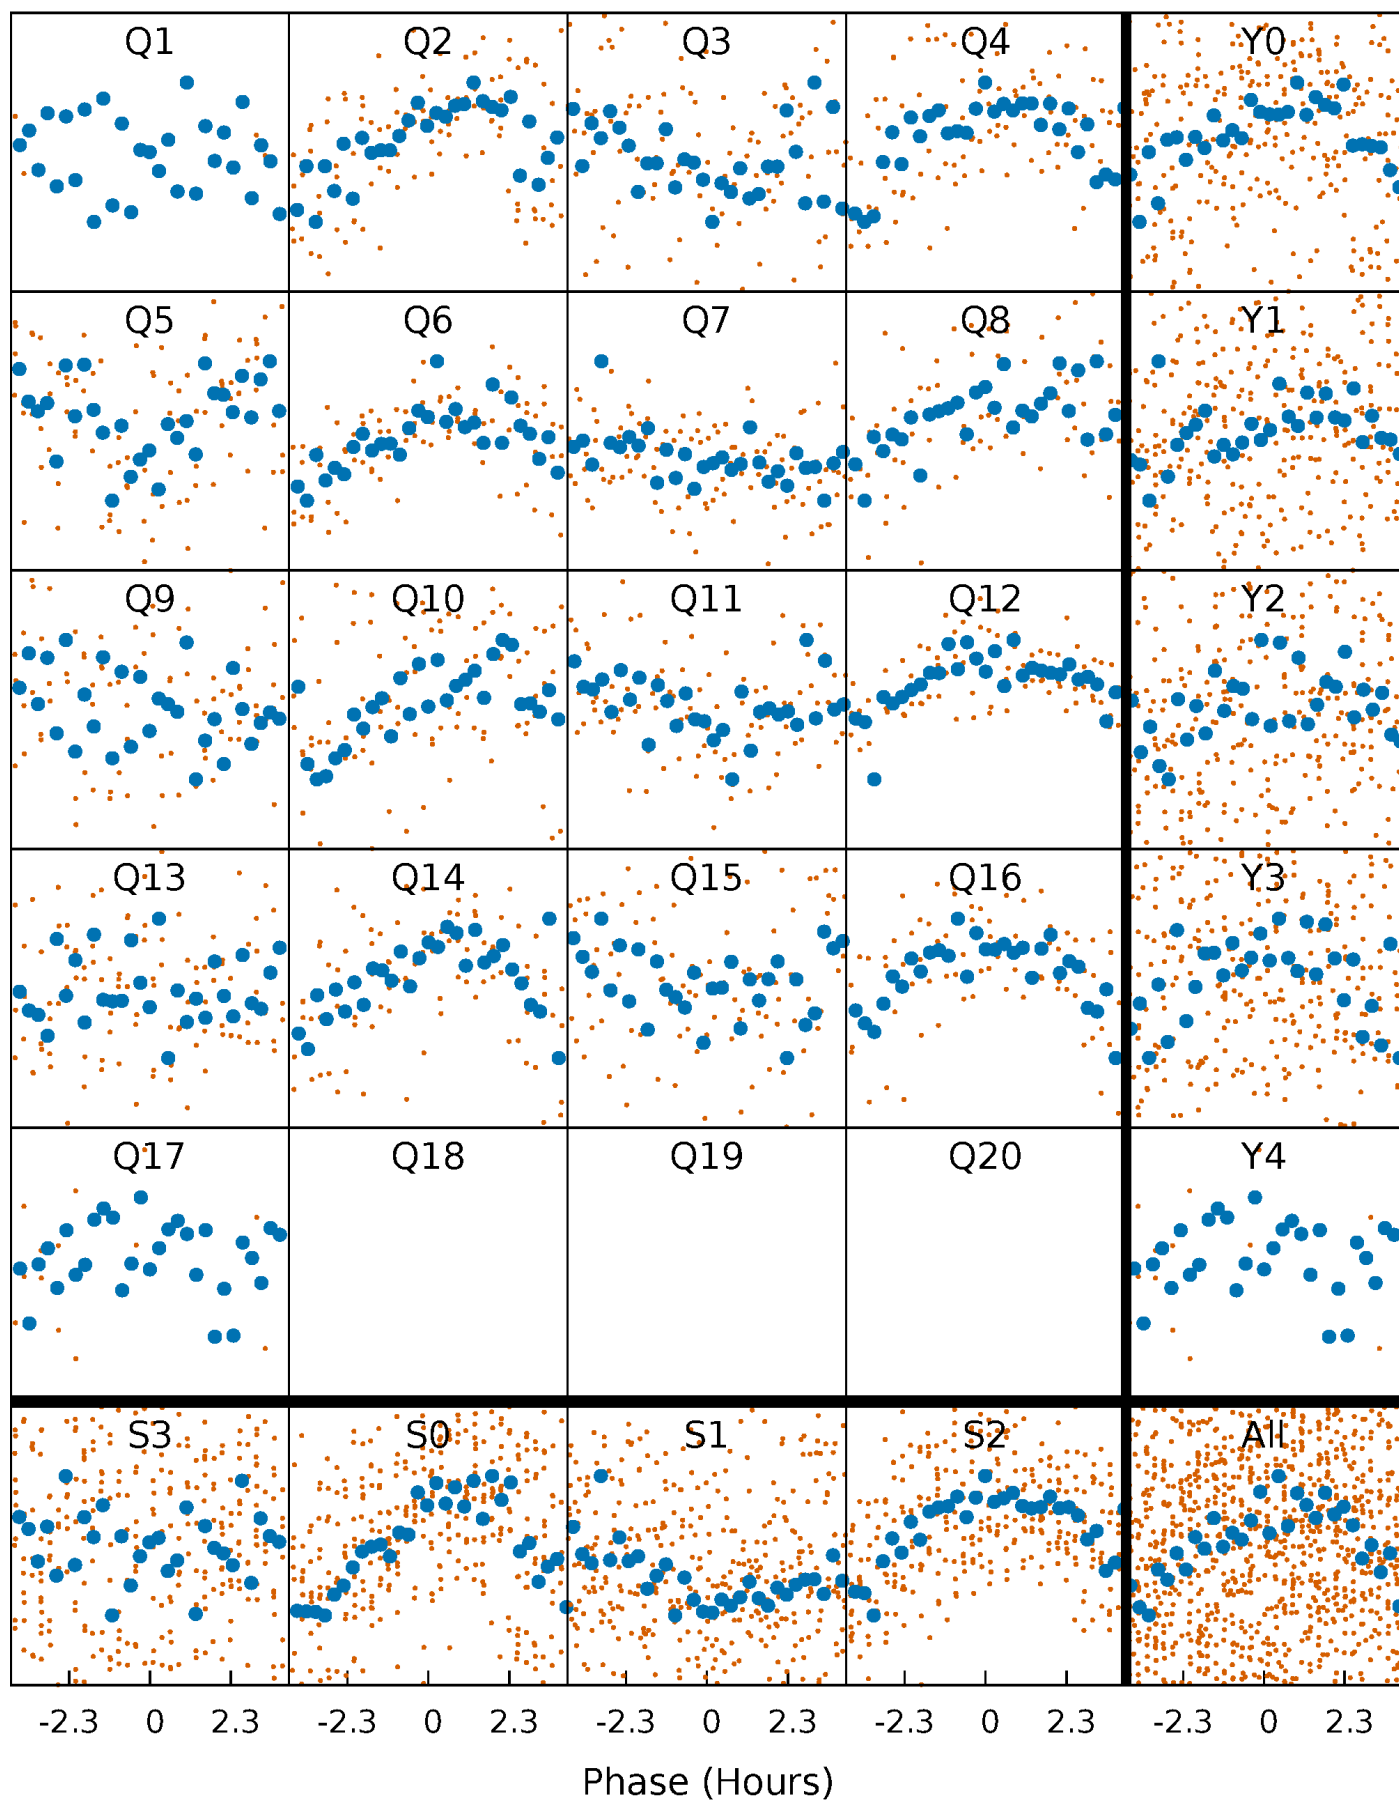 Q1 Q2 Q3 Q4 Y0
Q5 Q6 Q7 Q8 Y1
Q9 Q10 Q11 Q12 Y2
Q13 Q14 Q15 Q16 Y3
Q17 Q18 Q19 Q20 Y4
S3 S0 S1 S2 All
-2.3 0 2.3 -2.3 0 2.3 -2.3 0 2.3 -2.3 0 2.3 -2.3 0 2.3
Phase (Hours)